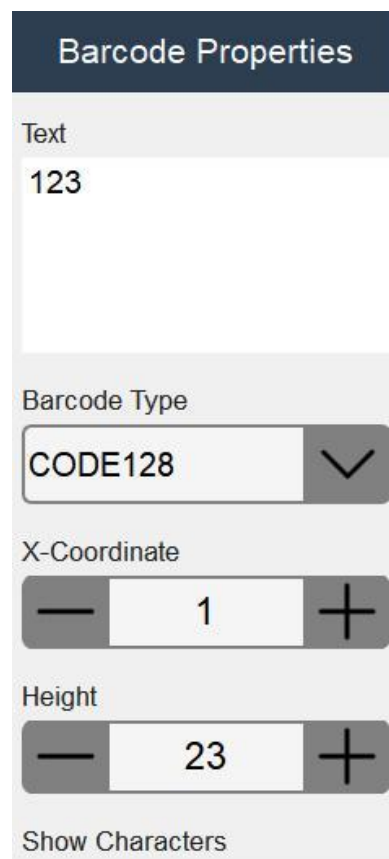 Barcode Properties
Text
123
Barcode Type
CODE128
X-Coordinate
1
Height
23
Show Characters